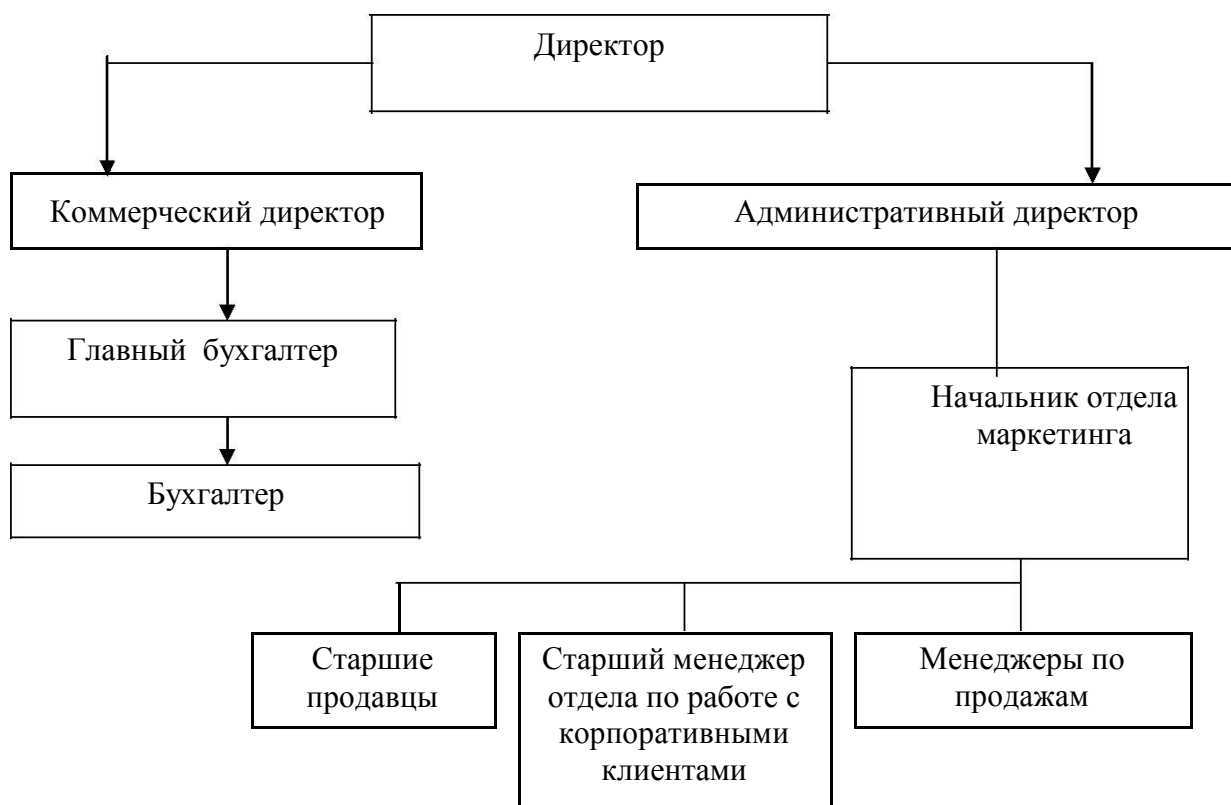 Директор
Коммерческий директор
Административный директор
Главный бухгалтер
Начальник отдела
маркетинга
Бухгалтер
Старшие
продавцы
Старший менеджер
отдела по работе с
корпоративными
клиентами
Менеджеры по
продажам